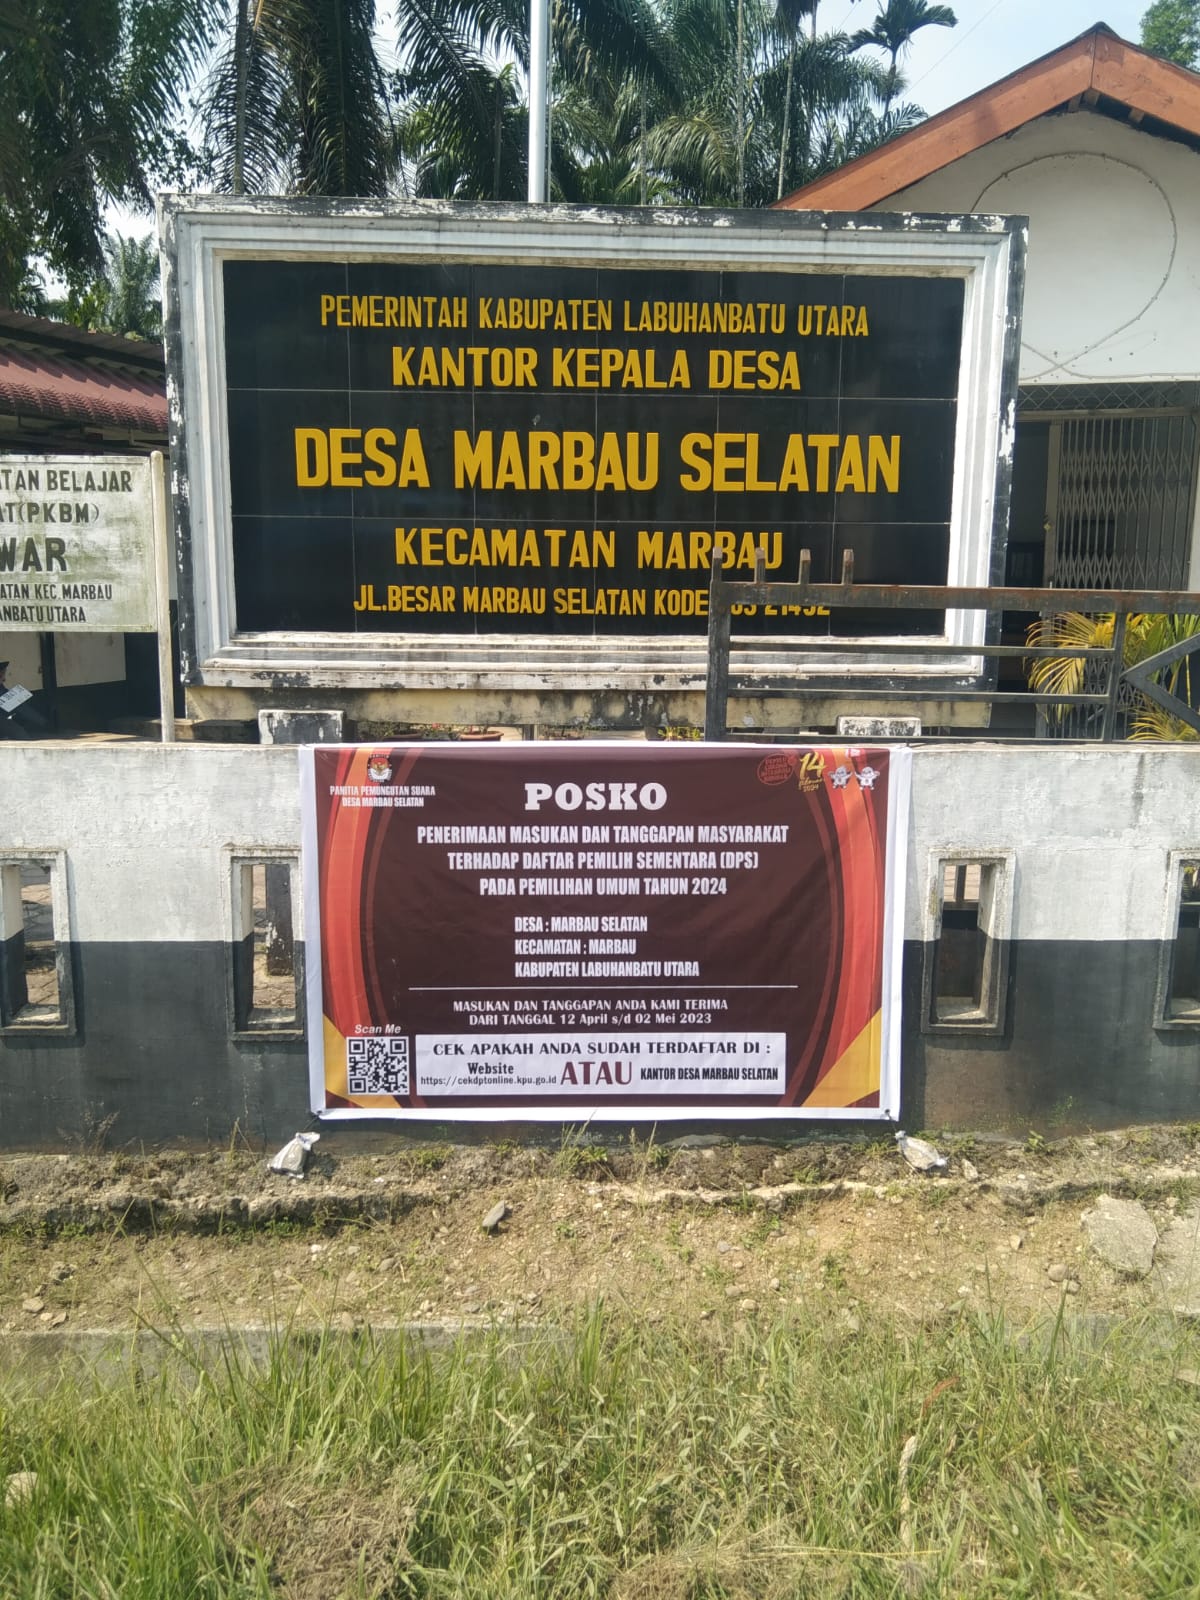 PEMERINTAH KABUPATEN LABUHANBATU UTARA
KANTOR KEPALA DESA
DESA MARBAU SELATAN
KECAMATAN MARBAU
JL.BESAR MARBAU SELATAN KODE
TAN BELAJAR
AT(PKBM)
WAR
ATAN KEC. MARBAU
ANBATU UTARA
PANITIA PEMUNGUTAN SUARA
DESA MARBAU SELATAN
14
2024
POSKO
PENERIMAAN MASUKAN DAN TANGGAPAN MASYARAKAT
TERHADAP DAFTAR PEMILIH SEMENTARA (DPS)
PADA PEMILIHAN UMUM TAHUN 2024
DESA : MARBAU SELATAN
KECAMATAN : MARBAU
KABUPATEN LABUHANBATU UTARA
MASUKAN DAN TANGGAPAN ANDA KAMI TERIMA
DARI TANGGAL 12 April s/d 02 Mei 2023
Scan Me
CEK APAKAH ANDA SUDAH TERDAFTAR DI :
Website
https://cekdptonline.kpu.go.id ATAU KANTOR DESA MARBAU SELATAN